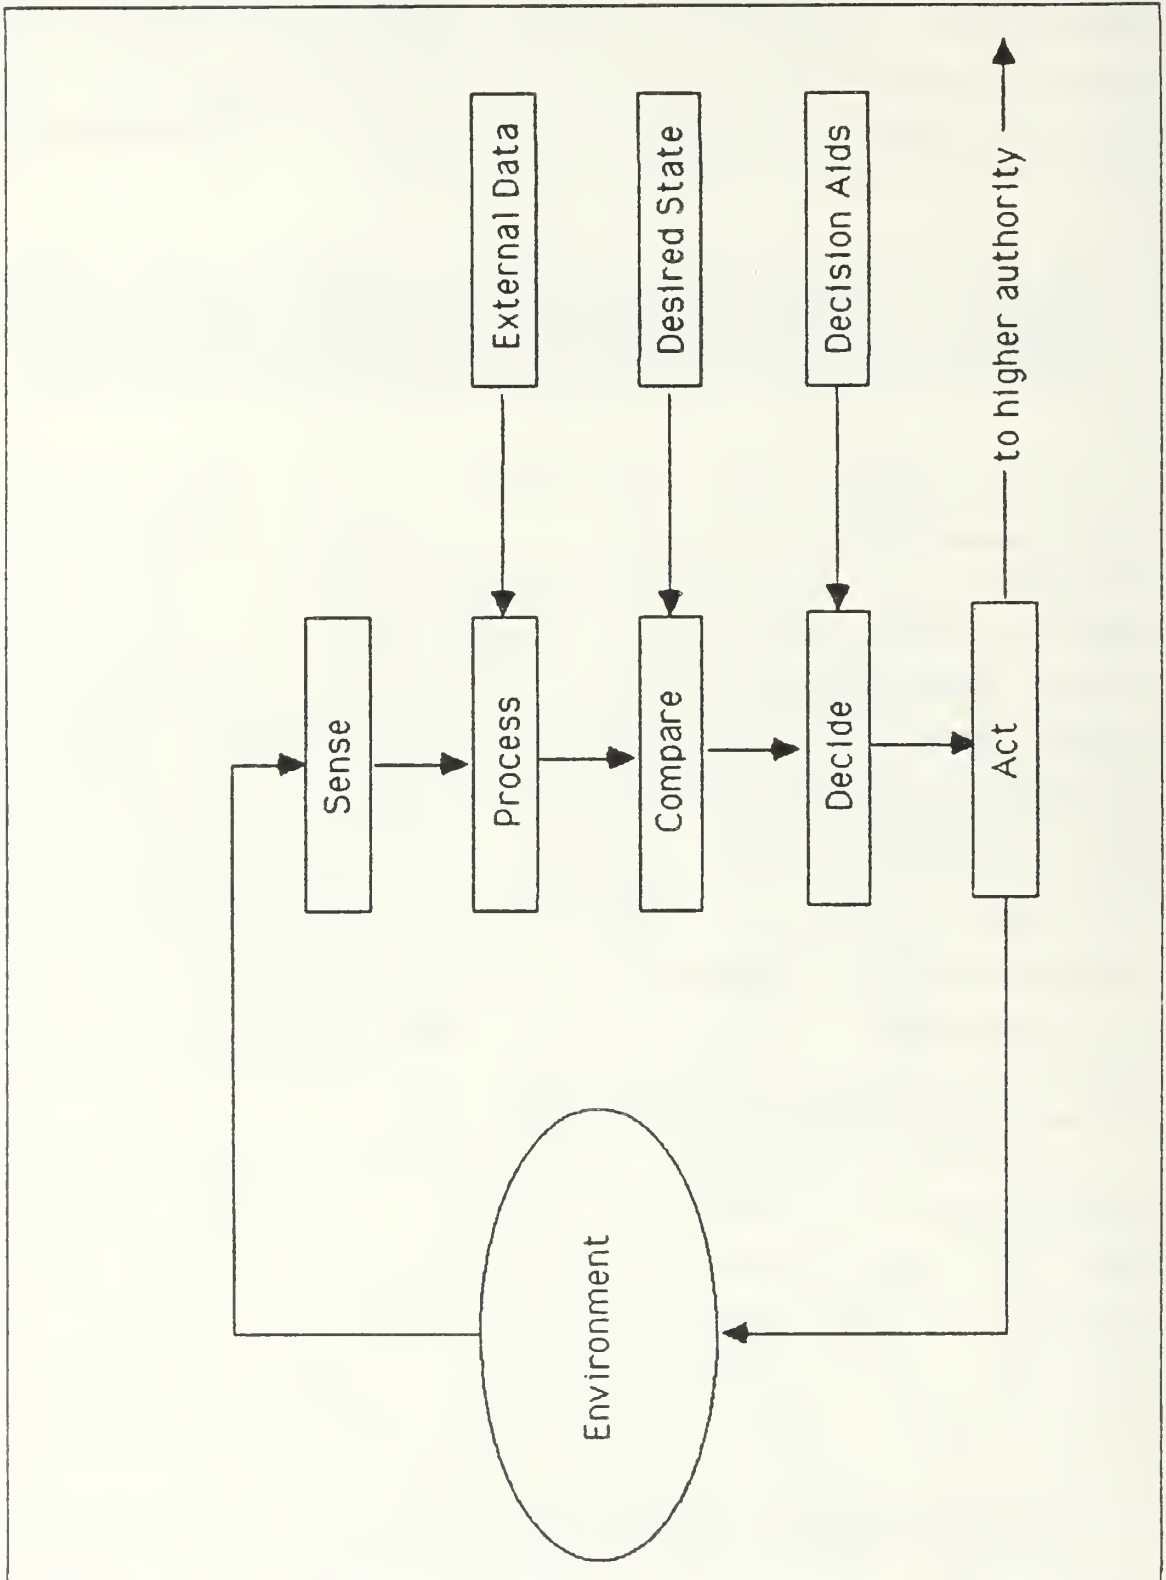 Environment
Sense
Process
Compare
Decide
Act
External Data
Desired State
Decision Aids
to higher authority